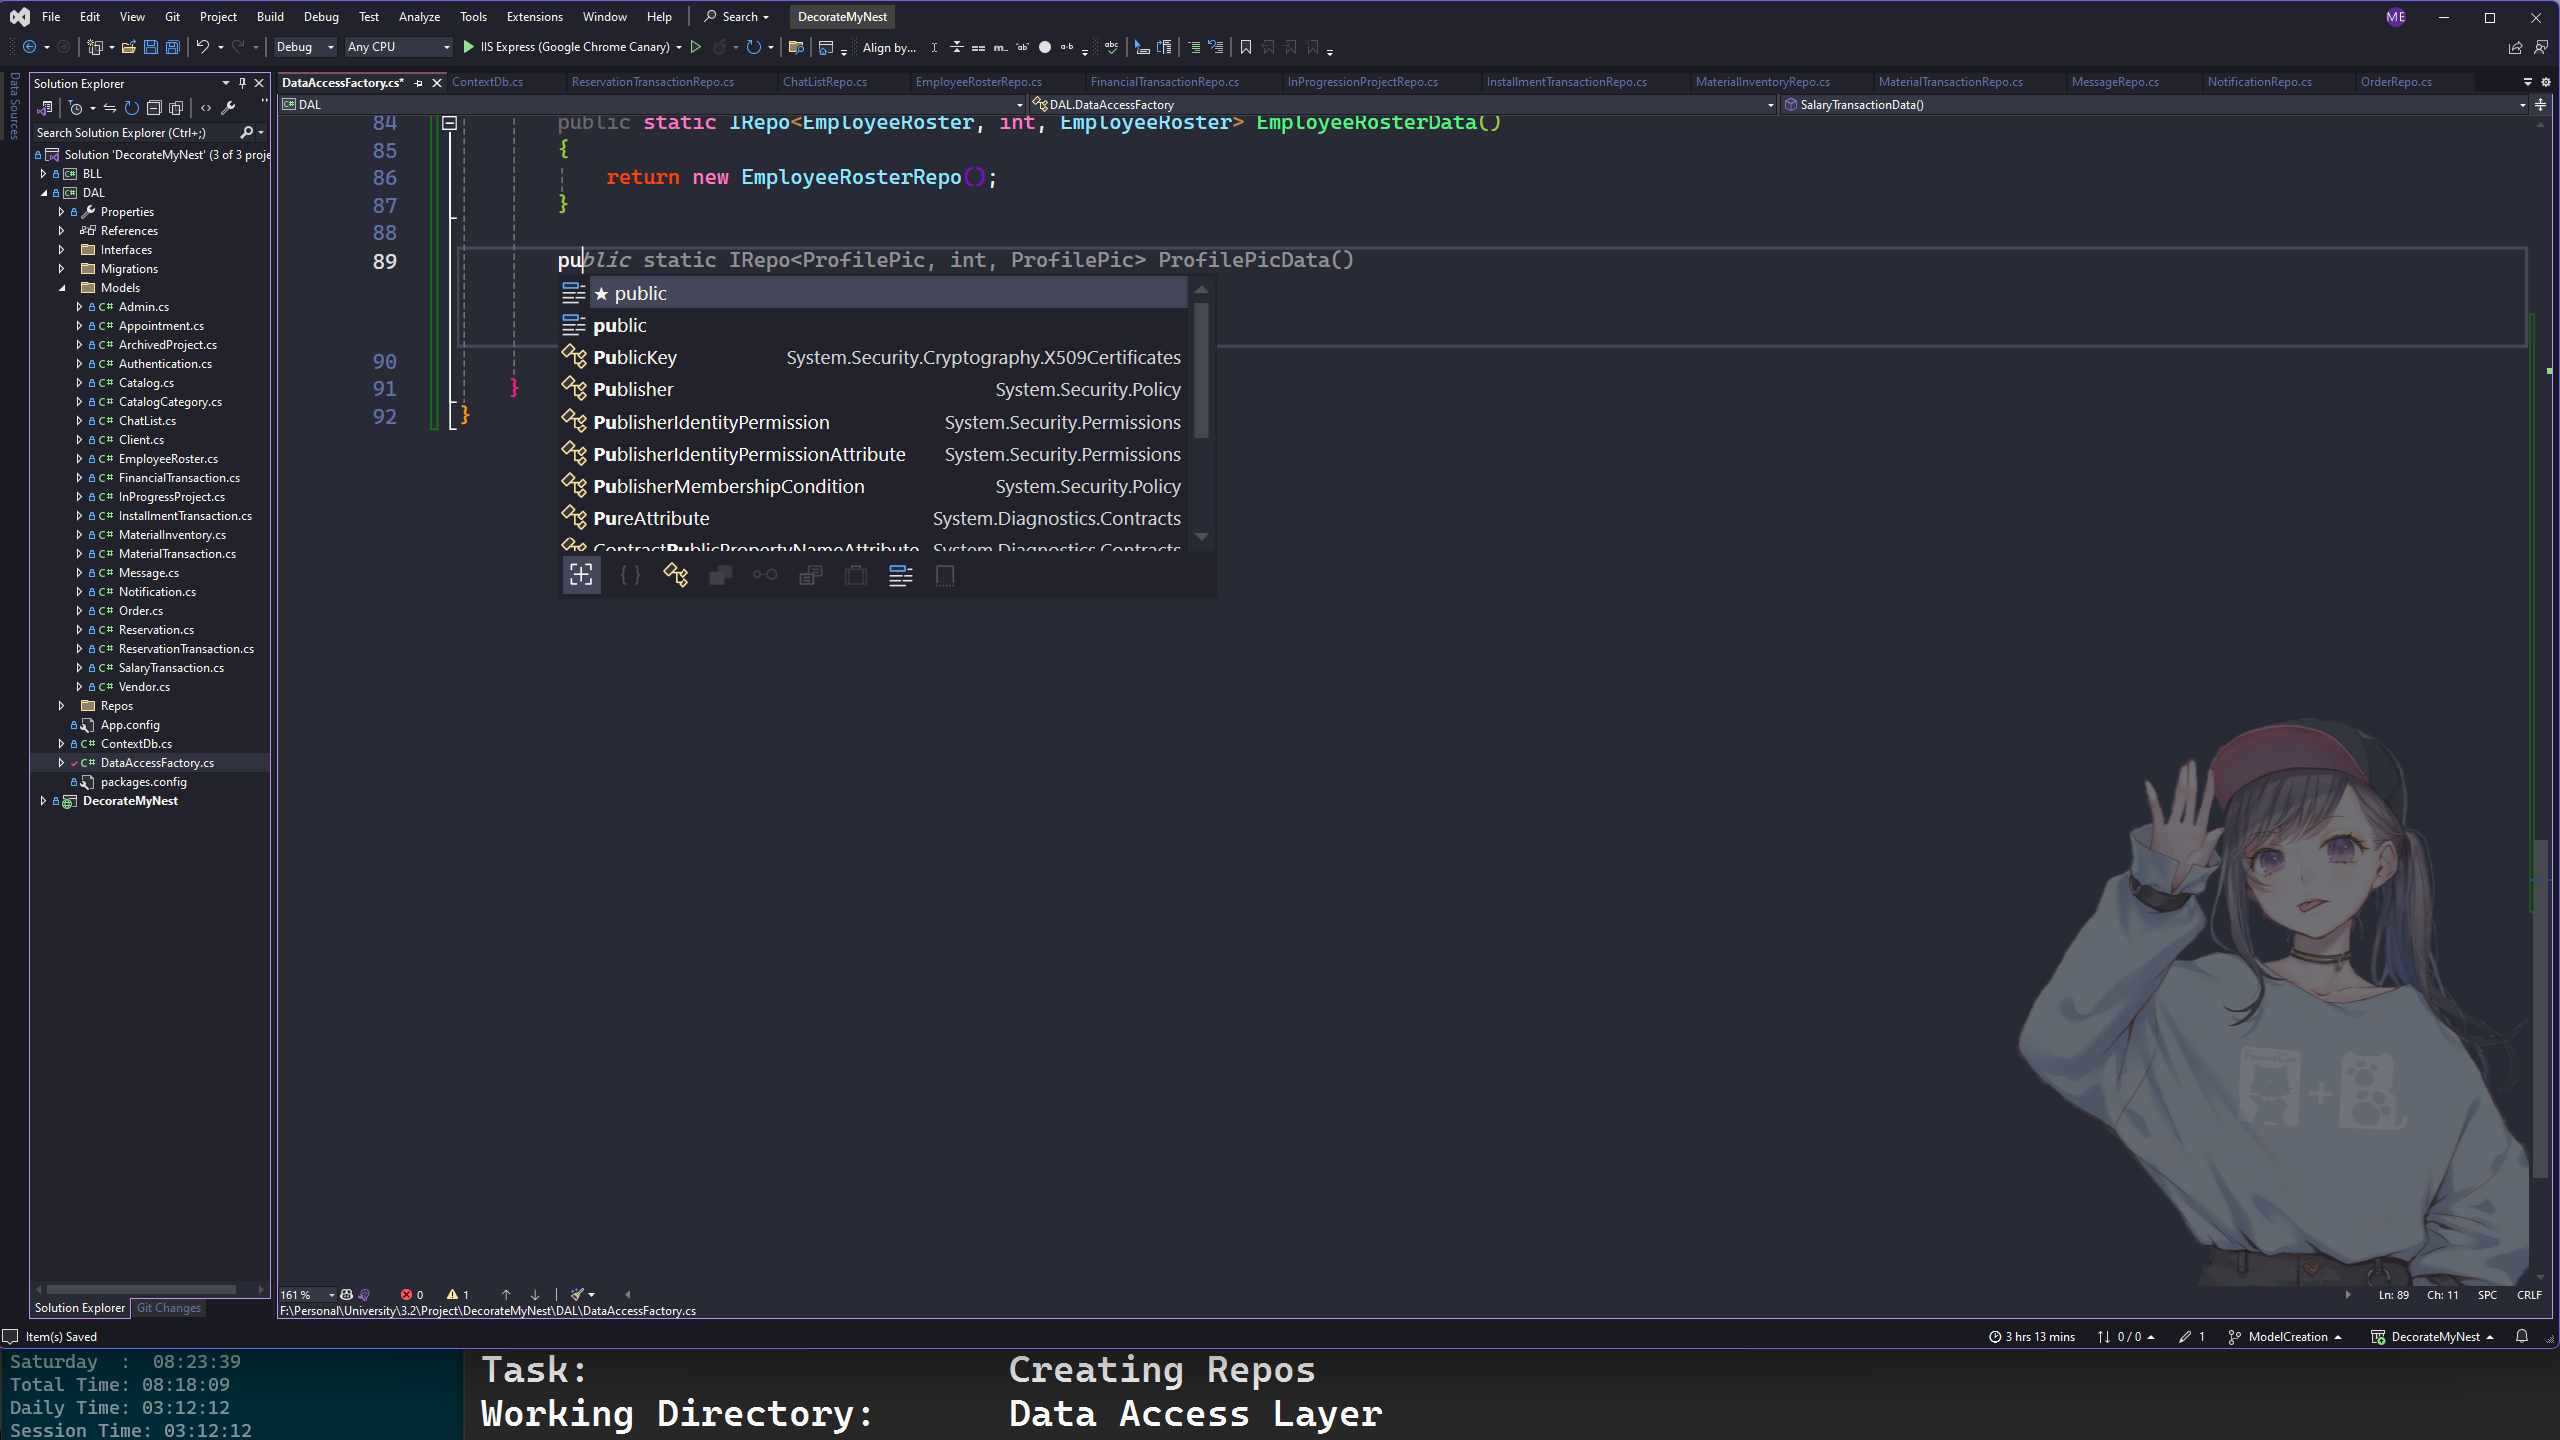 File Edit View Git Project Build Debug Test Analyze Tools Extensions Window Help Search DecorateMyNest ME
Debug Any CPU IIS Express (Google Chrome Canary) Align by...
Data Sources
Solution Explorer
Search Solution Explorer (Ctrl+;)
Solution 'DecorateMyNest' (3 of 3 proje
C# BLL
C# DAL
Properties
References
Interfaces
Migrations
Models
C# Admin.cs
C# Appointment.cs
C# ArchivedProject.cs
C# Authentication.cs
C# Catalog.cs
C# CatalogCategory.cs
C# ChatList.cs
C# Client.cs
C# EmployeeRoster.cs
C# FinancialTransaction.cs
C# InProgressProject.cs
C# InstallmentTransaction.cs
C# MaterialInventory.cs
C# MaterialTransaction.cs
C# Message.cs
C# Notification.cs
C# Order.cs
C# Reservation.cs
C# ReservationTransaction.cs
C# SalaryTransaction.cs
C# Vendor.cs
Repos
App.config
C# ContextDb.cs
C# DataAccessFactory.cs
packages.config
DecorateMyNest
Solution Explorer Git Changes
DataAccessFactory.cs* ContextDb.cs ReservationTransactionRepo.cs ChatListRepo.cs EmployeeRosterRepo.cs FinancialTransactionRepo.cs InProgressionProjectRepo.cs InstallmentTransactionRepo.cs MaterialInventoryRepo.cs MaterialTransactionRepo.cs MessageRepo.cs NotificationRepo.cs OrderRepo.cs
C# DAL DAL.DataAccessFactory SalaryTransactionData()
84 public static IRepo<EmployeeRoster, int, EmployeeRoster> EmployeeRosterData()
85 {
86 return new EmployeeRosterRepo();
87 }
88
89 public static IRepo<ProfilePic, int, ProfilePic> ProfilePicData()
★ public
public
PublicKey System.Security.Cryptography.X509Certificates
Publisher System.Security.Policy
PublisherIdentityPermission System.Security.Permissions
PublisherIdentityPermissionAttribute System.Security.Permissions
PublisherMembershipCondition System.Security.Policy
PureAttribute System.Diagnostics.Contracts
ContractPublicPropertyNameAttribute System.Diagnostics.Contracts
90
91 }
92 }
161 % 0 1 Ln: 89 Ch: 11 SPC CRLF
F:\Personal\University\3.2\Project\DecorateMyNest\DAL\DataAccessFactory.cs
Item(s) Saved 3 hrs 13 mins 0 / 0 1 ModelCreation DecorateMyNest
Saturday : 08:23:39
Total Time: 08:18:09
Daily Time: 03:12:12
Session Time: 03:12:12
Task: Creating Repos
Working Directory: Data Access Layer